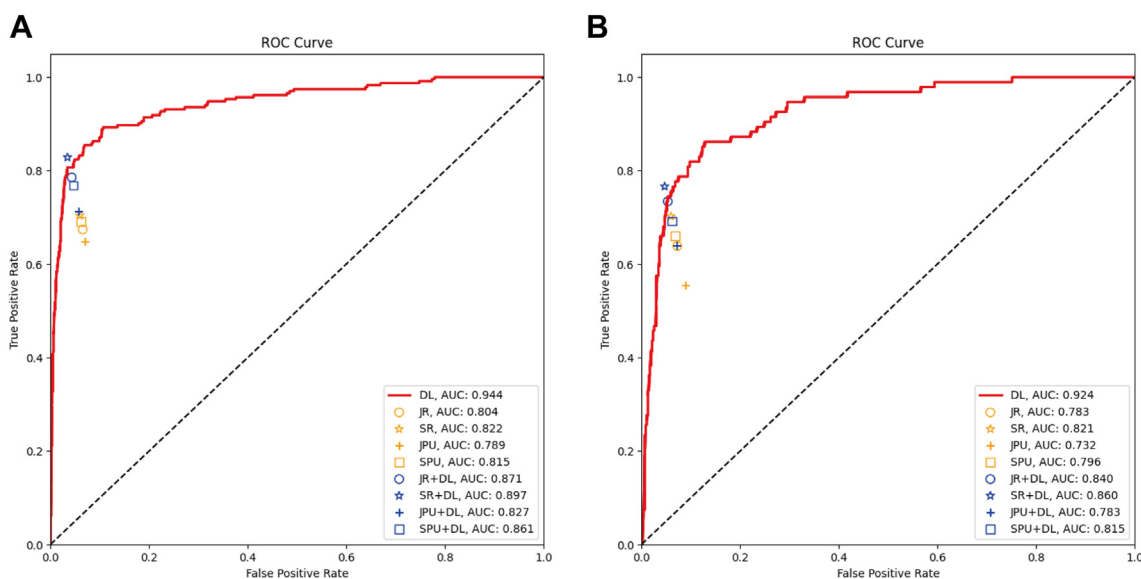 A
ROC Curve
True Positive Rate
1.0
0.8
0.6
0.4
0.2
0.0
DL, AUC: 0.944
JR, AUC: 0.804
SR, AUC: 0.822
JPU, AUC: 0.789
SPU, AUC: 0.815
JR+DL, AUC: 0.871
SR+DL, AUC: 0.897
JPU+DL, AUC: 0.827
SPU+DL, AUC: 0.861
0.0 0.2 0.4 0.6 0.8 1.0
False Positive Rate
B
ROC Curve
True Positive Rate
1.0
0.8
0.6
0.4
0.2
0.0
DL, AUC: 0.924
JR, AUC: 0.783
SR, AUC: 0.821
JPU, AUC: 0.732
SPU, AUC: 0.796
JR+DL, AUC: 0.840
SR+DL, AUC: 0.860
JPU+DL, AUC: 0.783
SPU+DL, AUC: 0.815
0.0 0.2 0.4 0.6 0.8 1.0
False Positive Rate